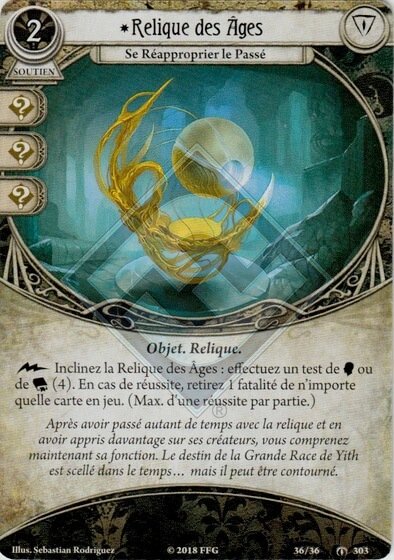 2
Relique des Âges
SOUTIEN
Se Réapproprier le Passé
?
?
?
Objet. Relique.
Inclinez la Relique des Âges : effectuez un test de ou
de (4). En cas de réussite, retirez 1 fatalité de n'importe
quelle carte en jeu. (Max. d'une réussite par partie.)
Après avoir passé autant de temps avec la relique et en
avoir appris davantage sur ses créateurs, vous comprenez
maintenant sa fonction. Le destin de la Grande Race de Yith
est scellé dans le temps… mais il peut être contourné.
Illus. Sebastian Rodriguez
© 2018 FFG
36/36
303